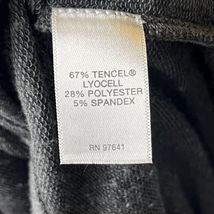 67% TENCEL®
LYOCELL
28% POLYESTER
5% SPANDEX
RN 97641